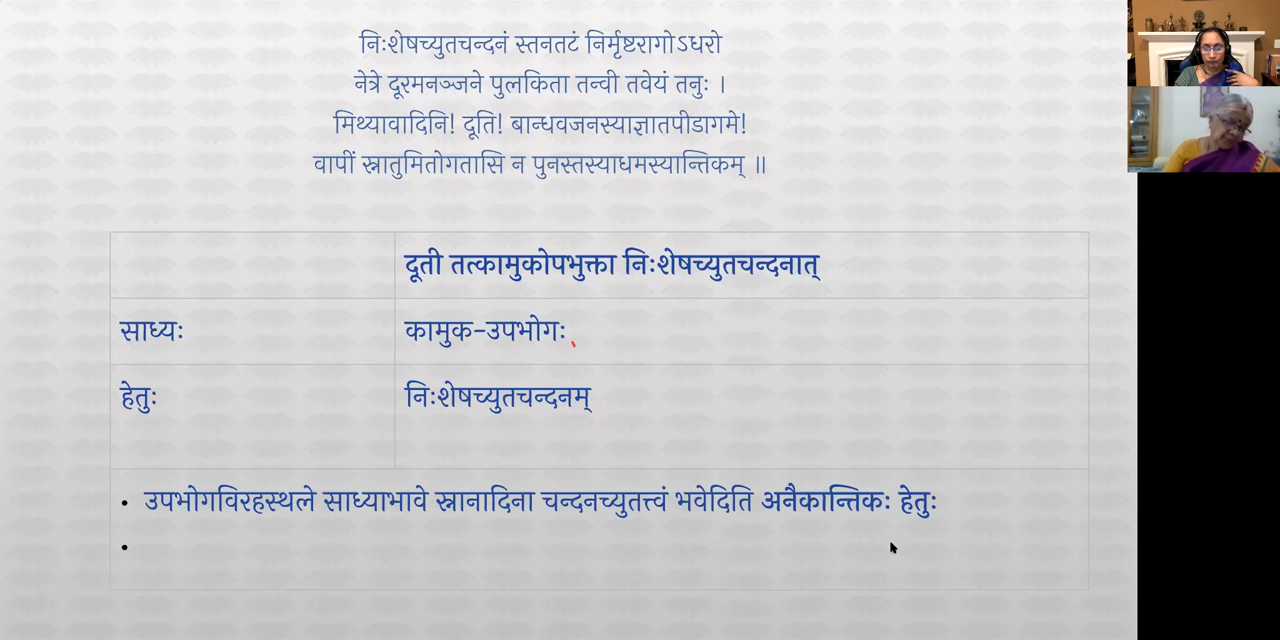 निःशेषच्युतचन्दनं स्तनतटं निर्मृष्टरागोऽधरो
नेत्रे दूरमनञ्जने पुलकिता तन्वी तवेयं तनुः ।
मिथ्यावादिनि! दूति! बान्धवजनस्याज्ञातपीडागमे!
वापीं स्नातुमितोगतासि न पुनस्तस्याधमस्यान्तिकम् ॥
दूती तत्कामुकोपभुक्ता निःशेषच्युतचन्दनात्
साध्यः कामुक-उपभोगः
हेतुः निःशेषच्युतचन्दनम्
• उपभोगविरहस्थले साध्याभावे स्नानादिना चन्दनच्युतत्त्वं भवेदिति अनैकान्तिकः हेतुः
•